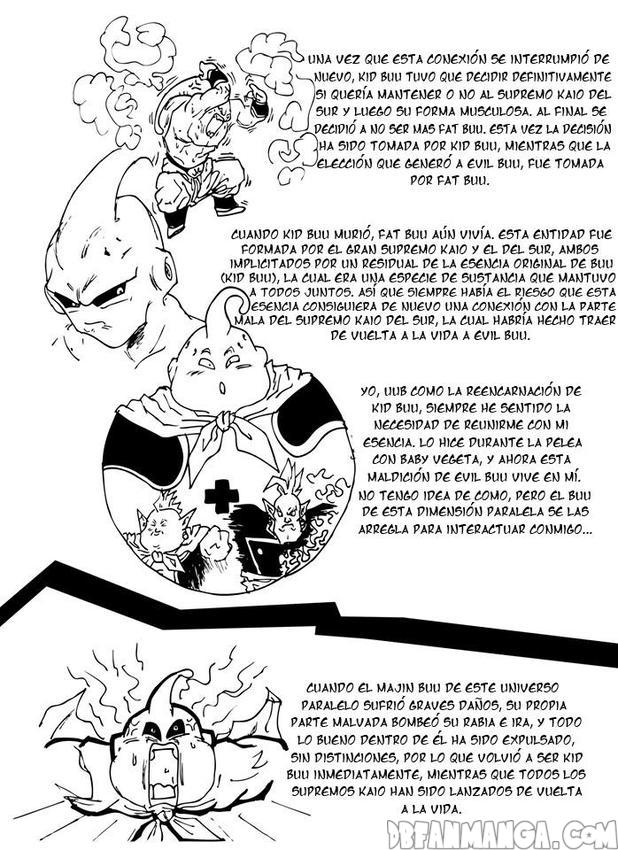 UNA VEZ QUE ESTA CONEXIÓN SE INTERRUMPIÓ DE
NUEVO, KID BUU TUVO QUE DECIDIR DEFINITIVAMENTE
SI QUERÍA MANTENER O NO AL SUPREMO KAIO DEL
SUR Y LUEGO SU FORMA MUSCULOSA. AL FINAL SE
DECIDIÓ A NO SER MAS FAT BUU. ESTA VEZ LA DECISIÓN
HA SIDO TOMADA POR KID BUU, MIENTRAS QUE LA
ELECCIÓN QUE GENERÓ A EVIL BUU, FUE TOMADA
POR FAT BUU.
CUANDO KID BUU MURIÓ, FAT BUU AÚN VIVÍA. ESTA ENTIDAD FUE
FORMADA POR EL GRAN SUPREMO KAIO Y EL DEL SUR, AMBOS
IMPLICITADOS POR UN RESIDUAL DE LA ESENCIA ORIGINAL DE BUU
(KID BUU), LA CUAL ERA UNA ESPECIE DE SUSTANCIA QUE MANTUVO
A TODOS JUNTOS. ASÍ QUE SIEMPRE HABÍA EL RIESGO QUE ESTA
ESENCIA CONSIGUIERA DE NUEVO UNA CONEXIÓN CON LA PARTE
MALA DEL SUPREMO KAIO DEL SUR, LA CUAL HABRÍA HECHO TRAER
DE VUELTA A LA VIDA A EVIL BUU.
YO, UUB COMO LA REENCARNACIÓN DE
KID BUU, SIEMPRE HE SENTIDO LA
NECESIDAD DE REUNIRME CON MI
ESENCIA. LO HICE DURANTE LA PELEA
CON BABY VEGETA, Y AHORA ESTA
MALDICIÓN DE EVIL BUU VIVE EN MÍ.
NO TENGO IDEA DE COMO, PERO EL BUU
DE ESTA DIMENSIÓN PARALELA SE LAS
ARREGLA PARA INTERACTUAR CONMIGO...
CUANDO EL MAJIN BUU DE ESTE UNIVERSO
PARALELO SUFRIÓ GRAVES DAÑOS, SU PROPIA
PARTE MALVADA BOMBEÓ SU RABIA E IRA, Y TODO
LO BUENO DENTRO DE ÉL HA SIDO EXPULSADO,
SIN DISTINCIONES, POR LO QUE VOLVIÓ A SER KID
BUU INMEDIATAMENTE, MIENTRAS QUE TODOS LOS
SUPREMOS KAIO HAN SIDO LANZADOS DE VUELTA
A LA VIDA.
DBFANMANGA.COM